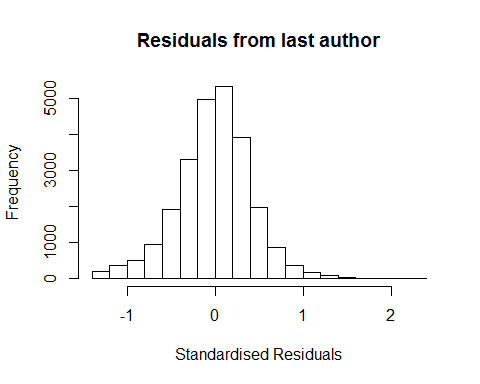 Residuals from last author
Frequency
5000
3000
1000
0
-1
0
1
2
Standardised Residuals